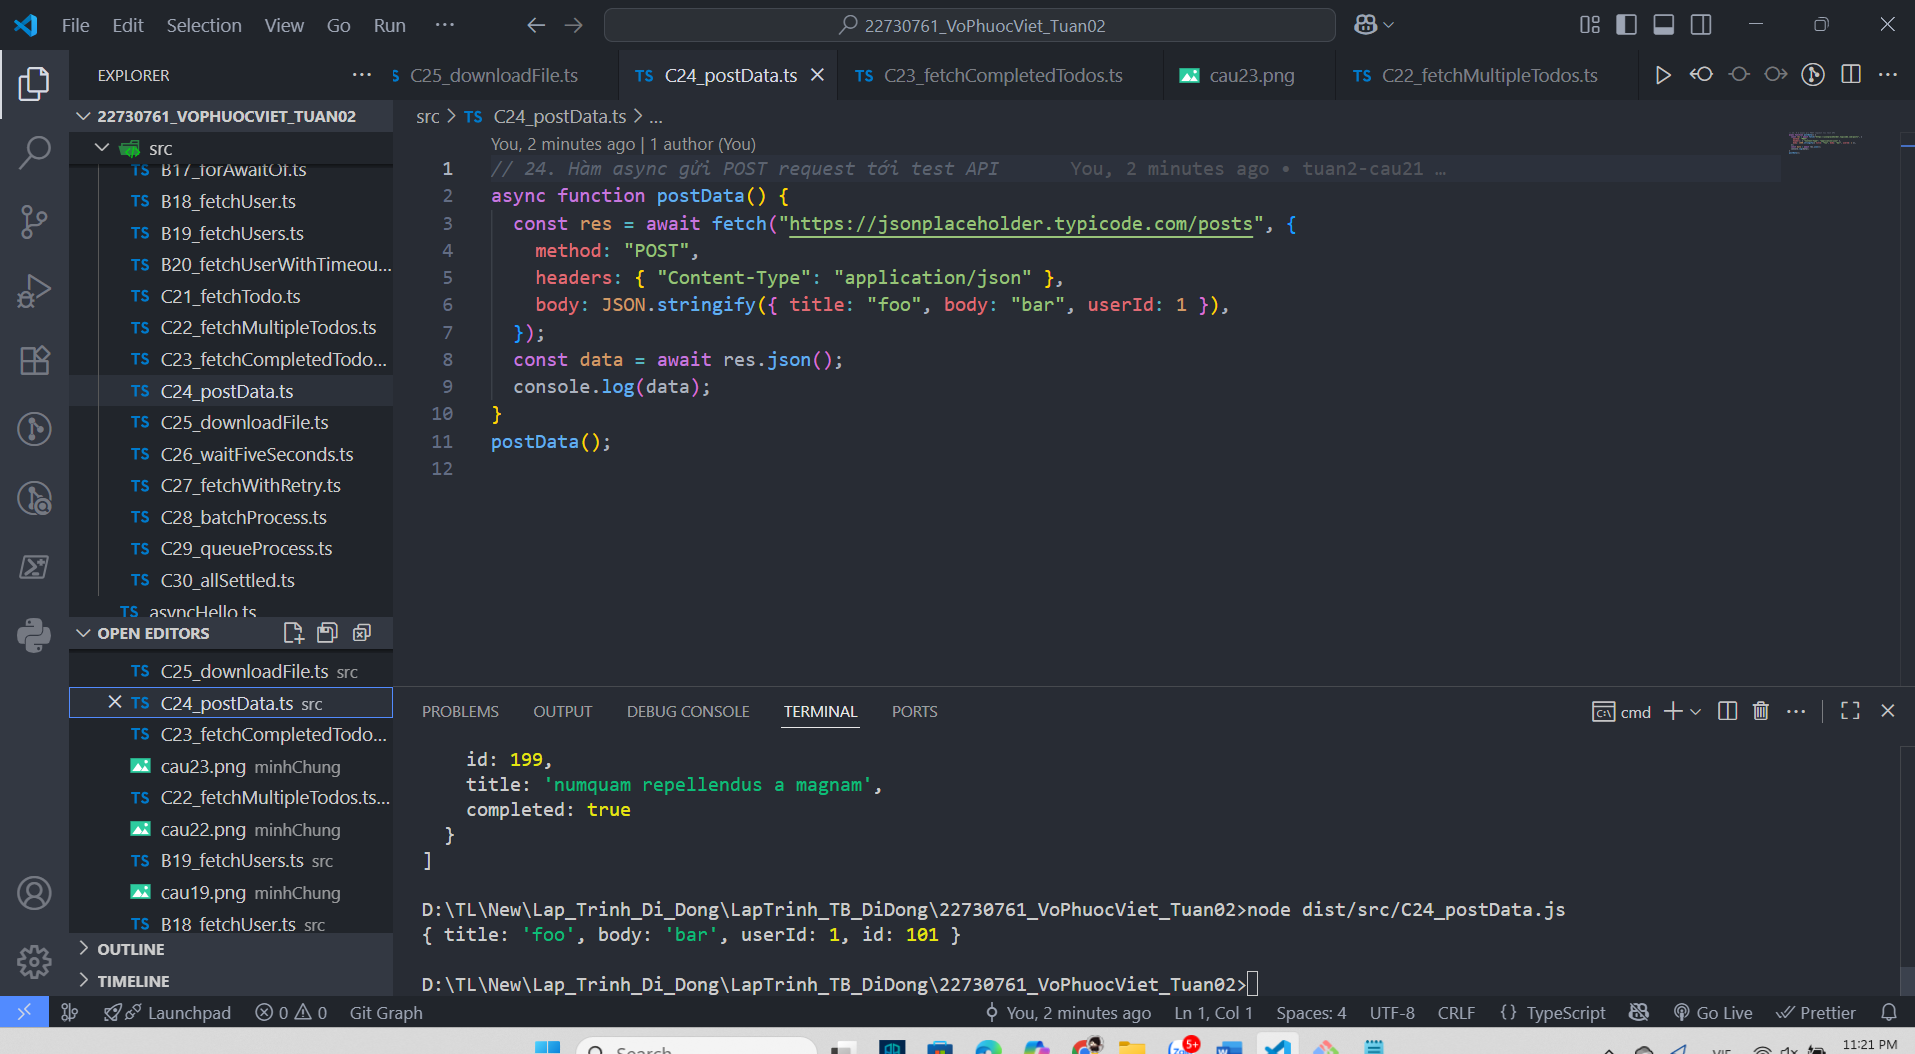 File Edit Selection View Go Run ···
22730761_VoPhuocViet_Tuan02
EXPLORER
C25_downloadFile.ts
TS C24_postData.ts
TS C23_fetchCompletedTodos.ts
cau23.png
TS C22_fetchMultipleTodos.ts
22730761_VOPHUOCVIET_TUAN02
src
TS B17_forAwaitOf.ts
TS B18_fetchUser.ts
TS B19_fetchUsers.ts
TS B20_fetchUserWithTimeou...
TS C21_fetchTodo.ts
TS C22_fetchMultipleTodos.ts
TS C23_fetchCompletedTodo...
TS C24_postData.ts
TS C25_downloadFile.ts
TS C26_waitFiveSeconds.ts
TS C27_fetchWithRetry.ts
TS C28_batchProcess.ts
TS C29_queueProcess.ts
TS C30_allSettled.ts
TS asyncHello.ts
OPEN EDITORS
TS C25_downloadFile.ts src
TS C24_postData.ts src
TS C23_fetchCompletedTodo...
cau23.png minhChung
TS C22_fetchMultipleTodos.ts...
cau22.png minhChung
TS B19_fetchUsers.ts src
cau19.png minhChung
TS B18_fetchUser.ts src
OUTLINE
TIMELINE
src > TS C24_postData.ts > ...
You, 2 minutes ago | 1 author (You)
1 // 24. Hàm async gửi POST request tới test API You, 2 minutes ago • tuan2-cau21 …
2 async function postData() {
3 const res = await fetch("https://jsonplaceholder.typicode.com/posts", {
4 method: "POST",
5 headers: { "Content-Type": "application/json" },
6 body: JSON.stringify({ title: "foo", body: "bar", userId: 1 }),
7 });
8 const data = await res.json();
9 console.log(data);
10 }
11 postData();
12
PROBLEMS OUTPUT DEBUG CONSOLE TERMINAL PORTS
cmd
id: 199,
title: 'numquam repellendus a magnam',
completed: true
}
]
D:\TL\New\Lap_Trinh_Di_Dong\LapTrinh_TB_DiDong\22730761_VoPhuocViet_Tuan02>node dist/src/C24_postData.js
{ title: 'foo', body: 'bar', userId: 1, id: 101 }
D:\TL\New\Lap_Trinh_Di_Dong\LapTrinh_TB_DiDong\22730761_VoPhuocViet_Tuan02>
Launchpad 0 0 Git Graph
You, 2 minutes ago Ln 1, Col 1 Spaces: 4 UTF-8 CRLF {} TypeScript Go Live Prettier
Search
5+
VIE
11:21 PM